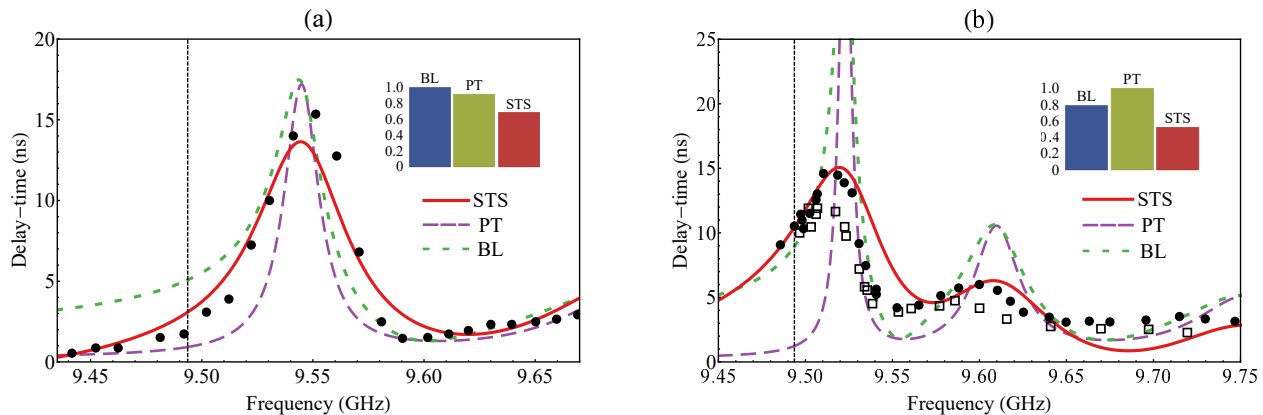 (a)
20
15
10
5
0
Delay-time (ns)
9.45
9.50
9.55
9.60
9.65
Frequency (GHz)
BL
PT
STS
1.0
0.8
0.6
0.4
0.2
0
STS
PT
BL
(b)
25
20
15
10
5
0
Delay-time (ns)
9.45
9.50
9.55
9.60
9.65
9.70
9.75
Frequency (GHz)
BL
PT
STS
1.0
0.8
0.6
0.4
0.2
0
STS
PT
BL